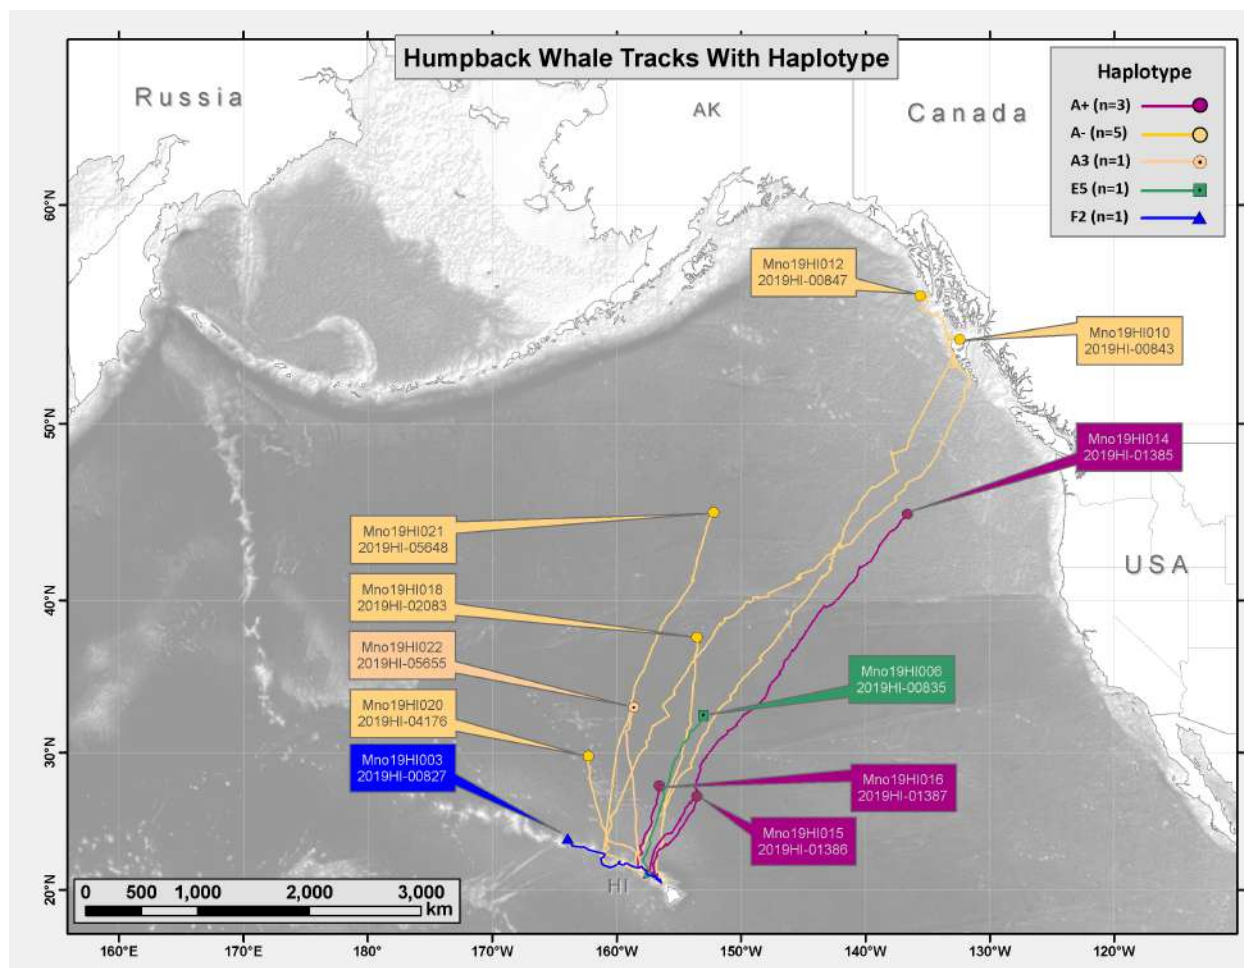 Humpback Whale Tracks With Haplotype
Haplotype
A+ (n=3)
A- (n=5)
A3 (n=1)
E5 (n=1)
F2 (n=1)
Russia
AK
Canada
Mno19HI012
2019HI-00847
Mno19HI010
2019HI-00843
Mno19HI014
2019HI-01385
Mno19HI021
2019HI-05648
USA
Mno19HI018
2019HI-02083
Mno19HI022
2019HI-05655
Mno19HI006
2019HI-00835
Mno19HI020
2019HI-04176
Mno19HI003
2019HI-00827
Mno19HI016
2019HI-01387
Mno19HI015
2019HI-01386
HI
60°N
50°N
40°N
30°N
20°N
0 500 1,000 2,000 3,000
km
160°E 170°E 180° 170°W 160°W 150°W 140°W 130°W 120°W